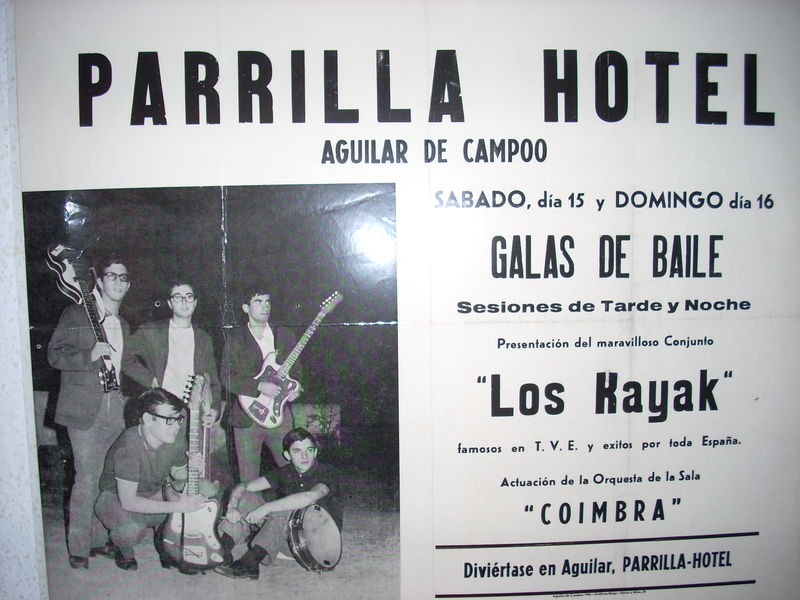 PARRILLA HOTEL
AGUILAR DE CAMPOO
SABADO, día 15 y DOMINGO día 16
GALAS DE BAILE
Sesiones de Tarde y Noche
Presentación del maravilloso Conjunto
"Los Kayak"
famosos en T. V. E. y exitos por toda España.
Actuación de la Orquesta de la Sala
"COIMBRA"
Diviértase en Aguilar, PARRILLA-HOTEL